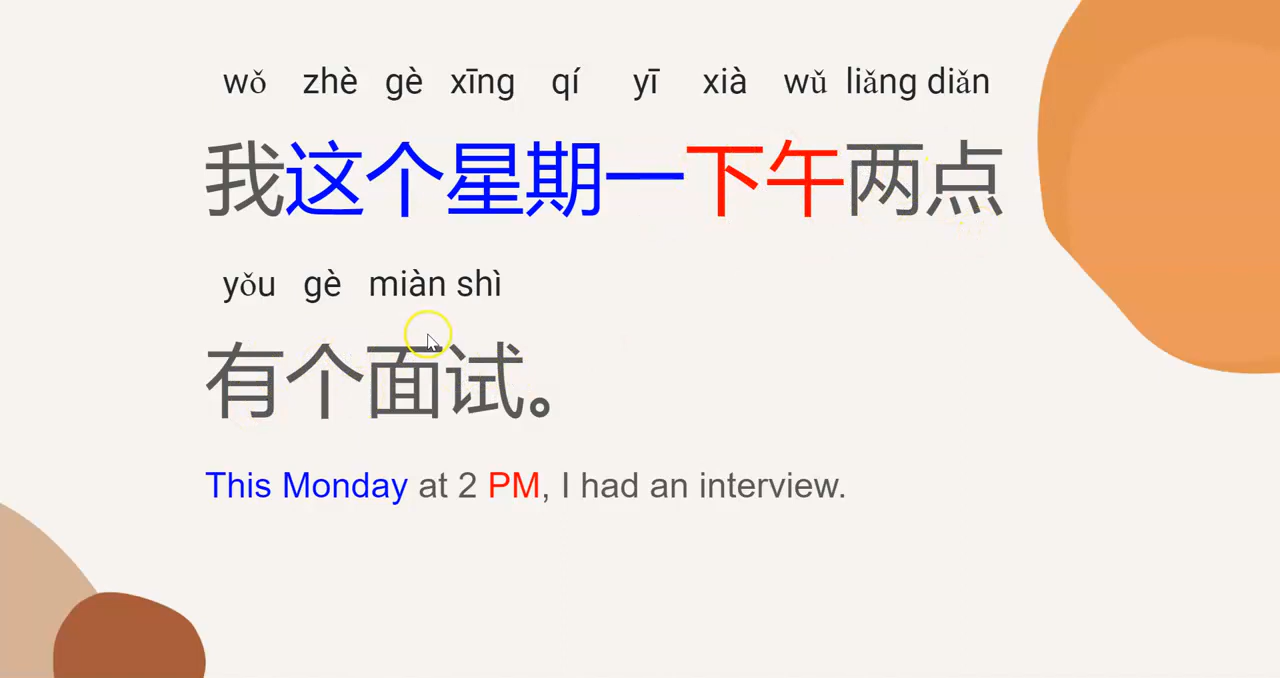 wǒ zhè gè xīng qí yī xià wǔ liǎng diǎn
我这个星期一下午两点
yǒu gè miàn shì
有个面试。
This Monday at 2 PM, I had an interview.